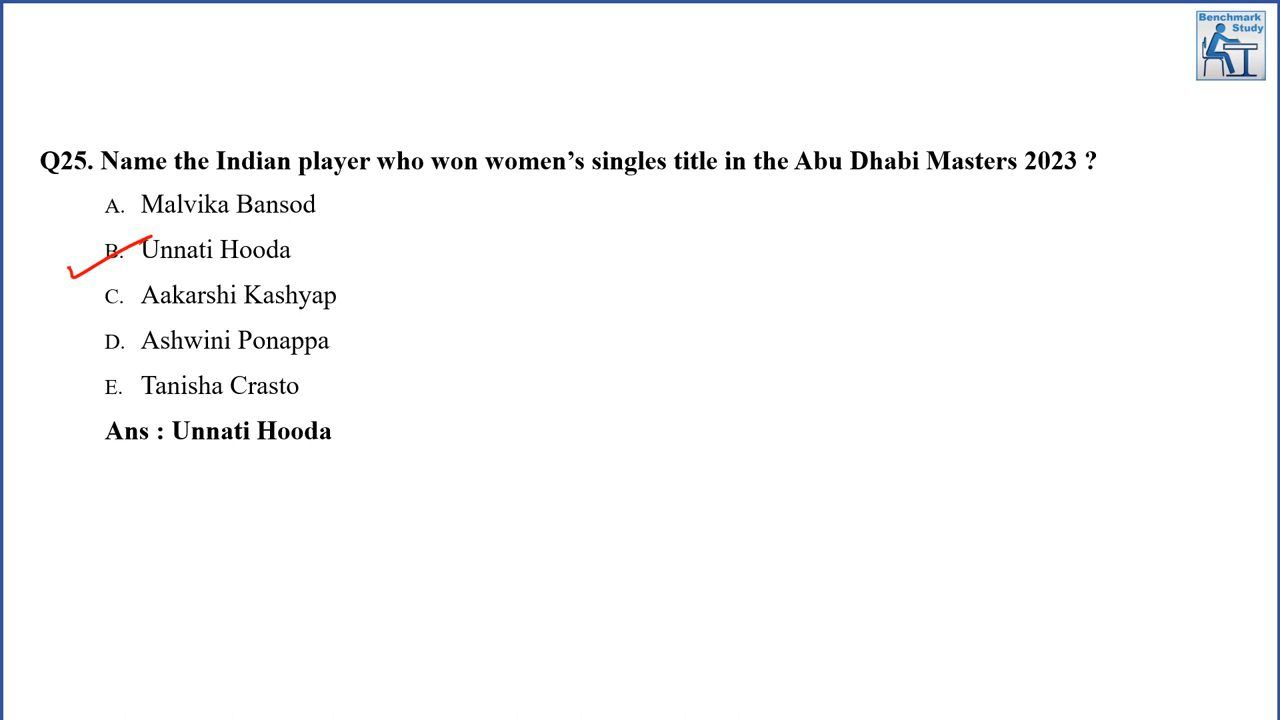 Benchmark
Study
Q25. Name the Indian player who won women’s singles title in the Abu Dhabi Masters 2023 ?
A. Malvika Bansod
B. Unnati Hooda
C. Aakarshi Kashyap
D. Ashwini Ponappa
E. Tanisha Crasto
Ans : Unnati Hooda